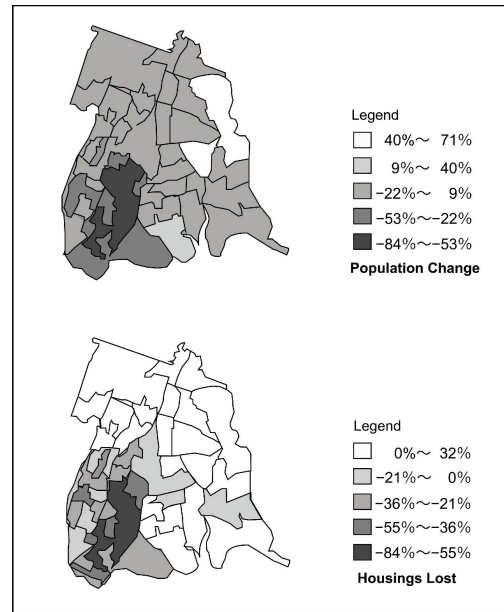 Legend
40%～ 71%
9%～ 40%
−22%～ 9%
−53%～−22%
−84%～−53%
Population Change
Legend
0%～ 32%
−21%～ 0%
−36%～−21%
−55%～−36%
−84%～−55%
Housings Lost